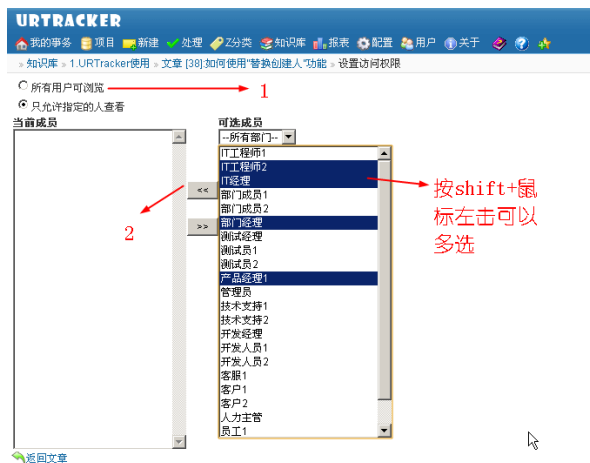 URTRACKER
我的事务 项目 新建 处理 Z分类 知识库 报表 配置 用户 关于
» 知识库 » 1.URTracker使用 » 文章 [38]:如何使用"替换创建人"功能 » 设置访问权限
所有用户可浏览
1
只允许指定的人查看
当前成员 可选成员
--所有部门--
IT工程师1
IT工程师2
IT经理
部门成员1
部门成员2
部门经理
测试经理
测试员1
测试员2
产品经理1
管理员
技术支持1
技术支持2
开发经理
开发人员1
开发人员2
客服1
客户1
客户2
人力主管
员工1
<<
>>
2
按shift+鼠
标左击可以
多选
返回文章